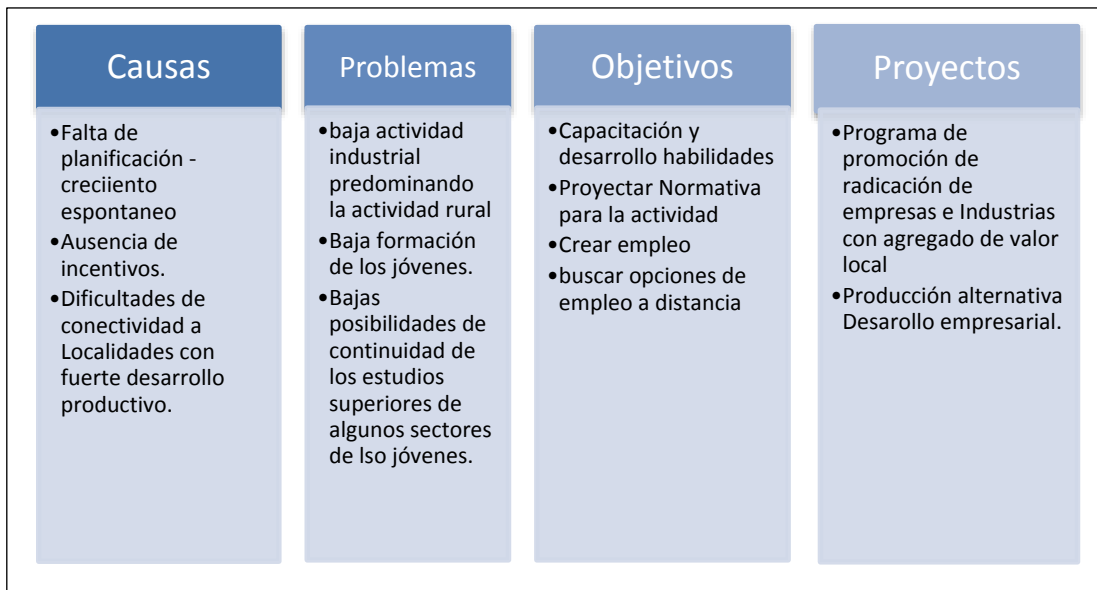 Causas
•Falta de
planificación -
creciiento
espontaneo
•Ausencia de
incentivos.
•Dificultades de
conectividad a
Localidades con
fuerte desarrollo
productivo.
Problemas
•baja actividad
industrial
predominando
la actividad rural
•Baja formación
de los jóvenes.
•Bajas
posibilidades de
continuidad de
los estudios
superiores de
algunos sectores
de lso jóvenes.
Objetivos
•Capacitación y
desarrollo habilidades
•Proyectar Normativa
para la actividad
•Crear empleo
•buscar opciones de
empleo a distancia
Proyectos
•Programa de
promoción de
radicación de
empresas e Industrias
con agregado de valor
local
•Producción alternativa
Desarollo empresarial.